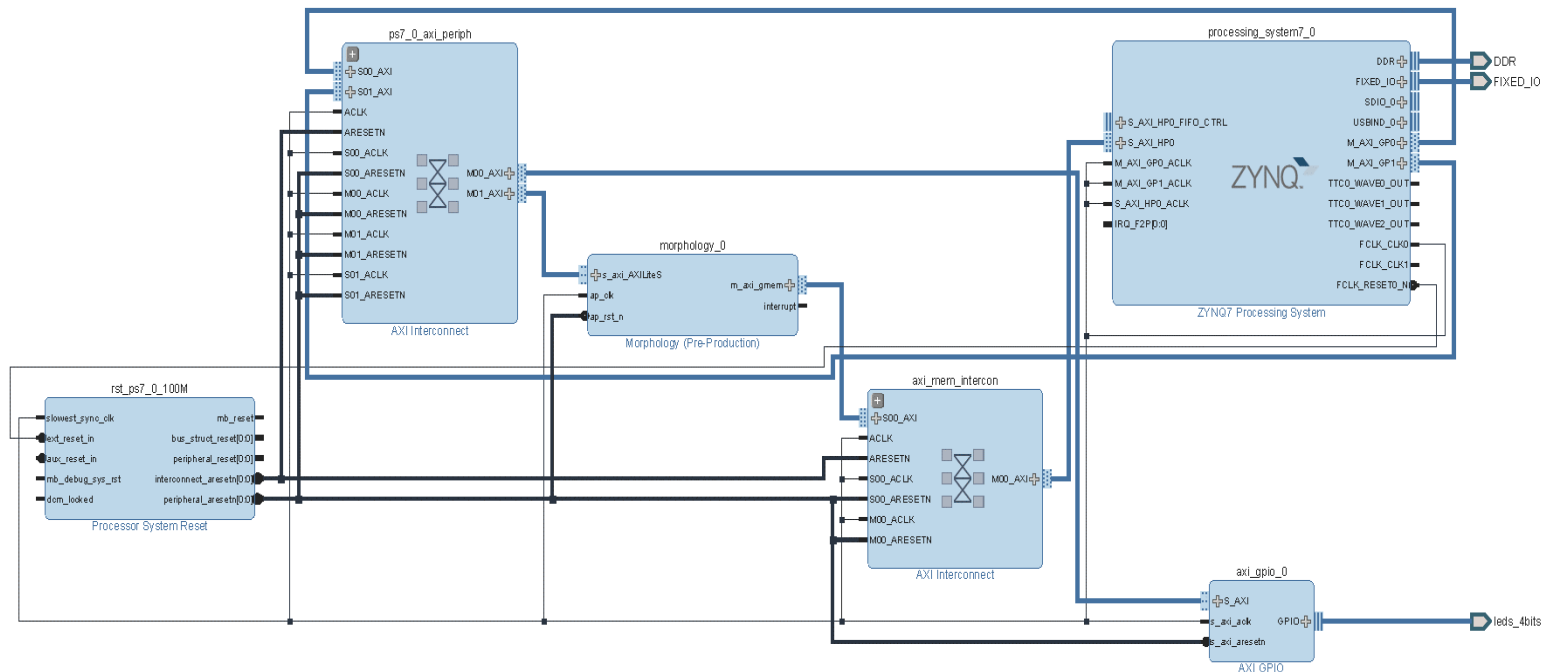 ps7_0_axi_periph
S00_AXI
S01_AXI
ACLK
ARESETN
S00_ACLK
S00_ARESETN
M00_ACLK
M00_ARESETN
M01_ACLK
M01_ARESETN
S01_ACLK
S01_ARESETN
M00_AXI
M01_AXI
AXI Interconnect
processing_system7_0
S_AXI_HP0_FIFO_CTRL
S_AXI_HP0
M_AXI_GP0_ACLK
M_AXI_GP1_ACLK
S_AXI_HP0_ACLK
IRQ_F2P[0:0]
ZYNQ
DDR
FIXED_IO
SDIO_0
USBIND_0
M_AXI_GP0
M_AXI_GP1
TTC0_WAVE0_OUT
TTC0_WAVE1_OUT
TTC0_WAVE2_OUT
FCLK_CLK0
FCLK_CLK1
FCLK_RESET0_N
ZYNQ7 Processing System
DDR
FIXED_IO
morphology_0
s_axi_AXILiteS
ap_clk
ap_rst_n
m_axi_gmem
interrupt
Morphology (Pre-Production)
rst_ps7_0_100M
slowest_sync_clk
ext_reset_in
aux_reset_in
mb_debug_sys_rst
dcm_locked
mb_reset
bus_struct_reset[0:0]
peripheral_reset[0:0]
interconnect_aresetn[0:0]
peripheral_aresetn[0:0]
Processor System Reset
axi_mem_intercon
S00_AXI
ACLK
ARESETN
S00_ACLK
S00_ARESETN
M00_ACLK
M00_ARESETN
M00_AXI
AXI Interconnect
axi_gpio_0
S_AXI
s_axi_aclk
s_axi_aresetn
GPIO
AXI GPIO
leds_4bits